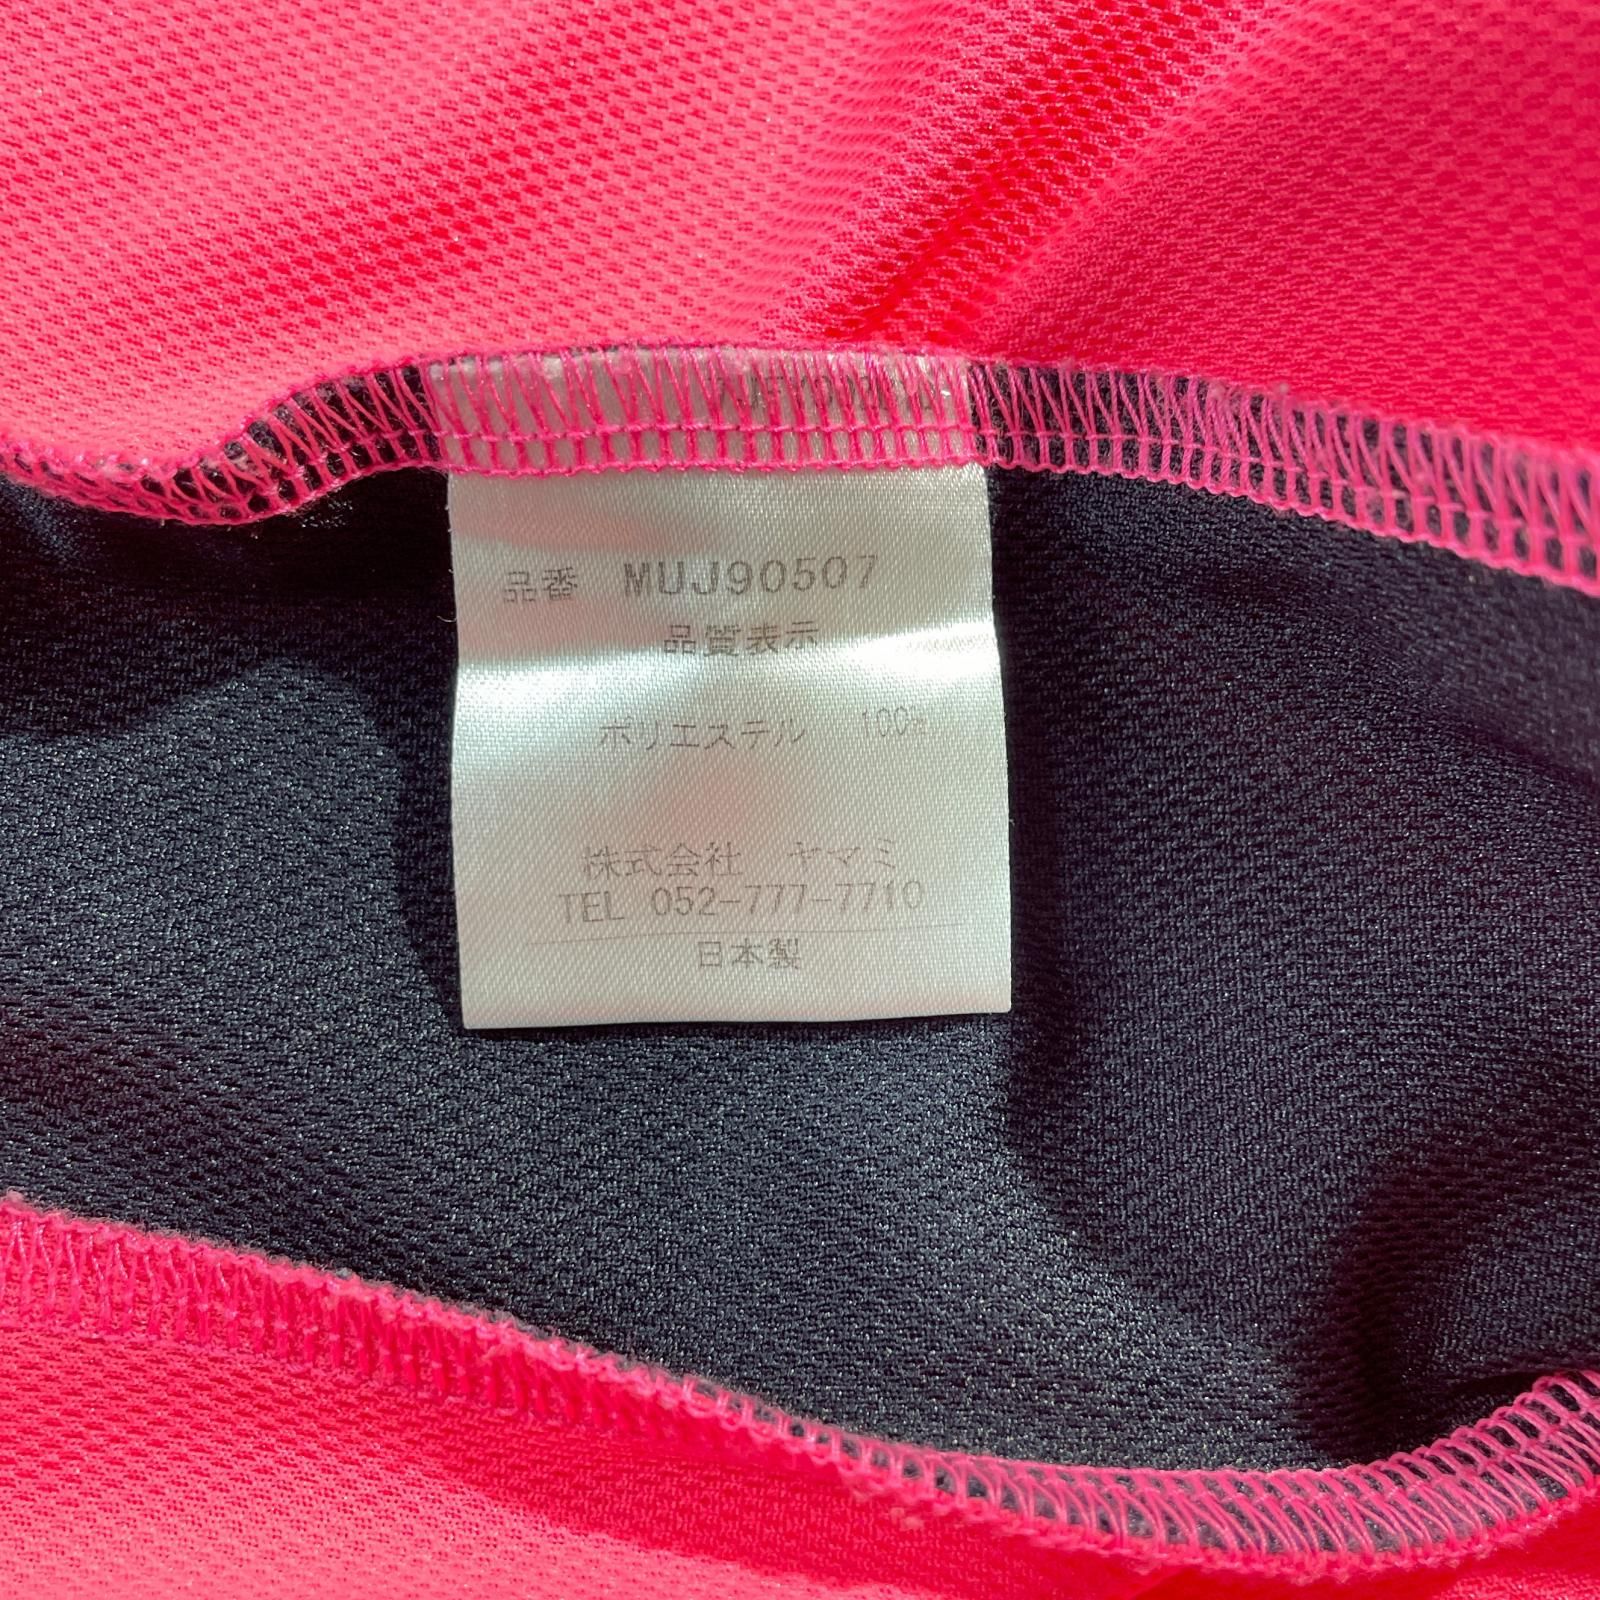 品番 MUJ90507
品質表示
ポリエステル 100%
株式会社 ヤマミ
TEL 052-777-7710
日本製